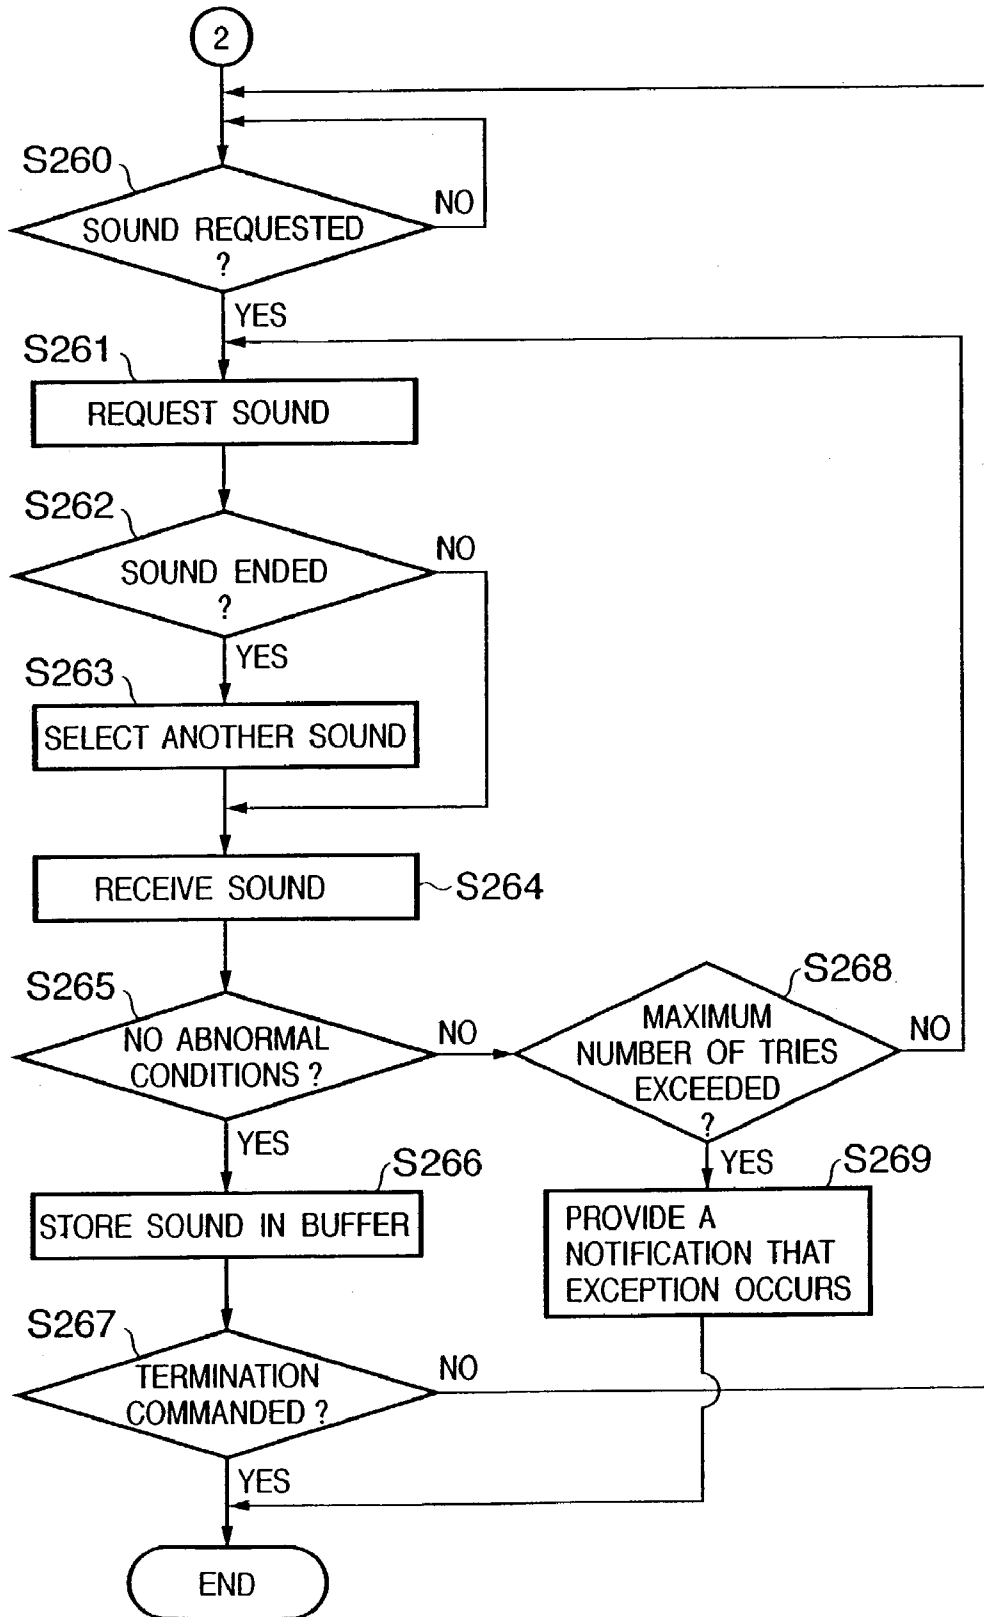 2
S260
SOUND REQUESTED
?
NO
YES
S261
REQUEST SOUND
S262
SOUND ENDED
?
NO
YES
S263
SELECT ANOTHER SOUND
RECEIVE SOUND
S264
S265
NO ABNORMAL
CONDITIONS ?
NO
YES
S268
MAXIMUM
NUMBER OF TRIES
EXCEEDED
?
NO
YES
S266
STORE SOUND IN BUFFER
S269
PROVIDE A
NOTIFICATION THAT
EXCEPTION OCCURS
S267
TERMINATION
COMMANDED ?
NO
YES
END